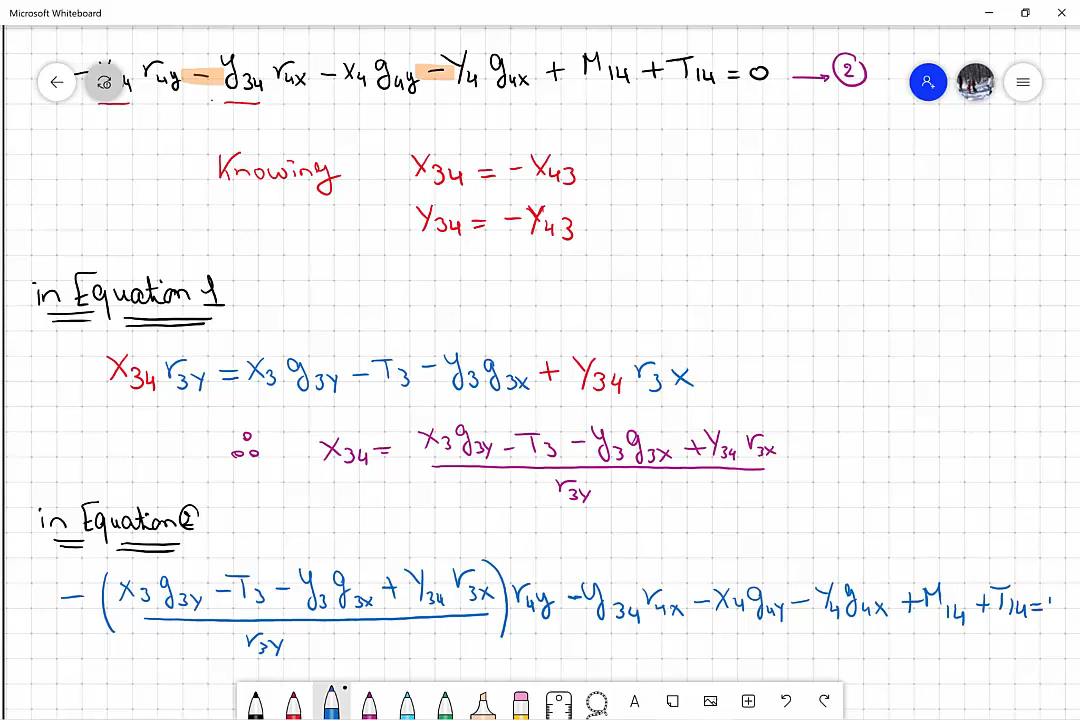 Microsoft Whiteboard
4 r4y - y34 r4x - x4 g4y - y4 g4x + M14 + T14 = 0 → 2
Knowing X34 = - X43
Y34 = - Y43
in Equation 1
X34 r3y = X3 g3y - T3 - y3 g3x + y34 r3x
∴ X34 = x3 g3y - T3 - y3 g3x + y34 r3x
r3y
in Equation 2
- ( x3 g3y - T3 - y3 g3x + y34 r3x ) r4y - y34 r4x - x4 g4y - y4 g4x + M14 + T14 =
r3y
A